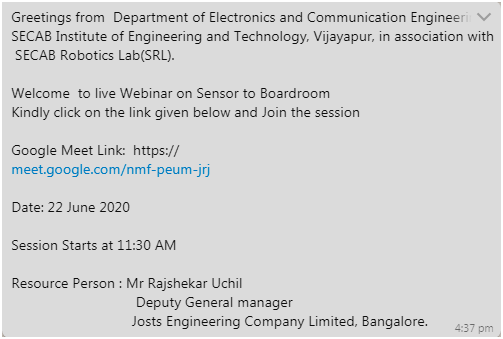 Greetings from  Department of Electronics and Communication Engineering
SECAB Institute of Engineering and Technology, Vijayapur, in association with
SECAB Robotics Lab(SRL).
Welcome  to live Webinar on Sensor to Boardroom
Kindly click on the link given below and Join the session
Google Meet Link:  https://
meet.google.com/nmf-peum-jrj
Date: 22 June 2020
Session Starts at 11:30 AM
Resource Person : Mr Rajshekar Uchil
Deputy General manager
Josts Engineering Company Limited, Bangalore.
4:37 pm